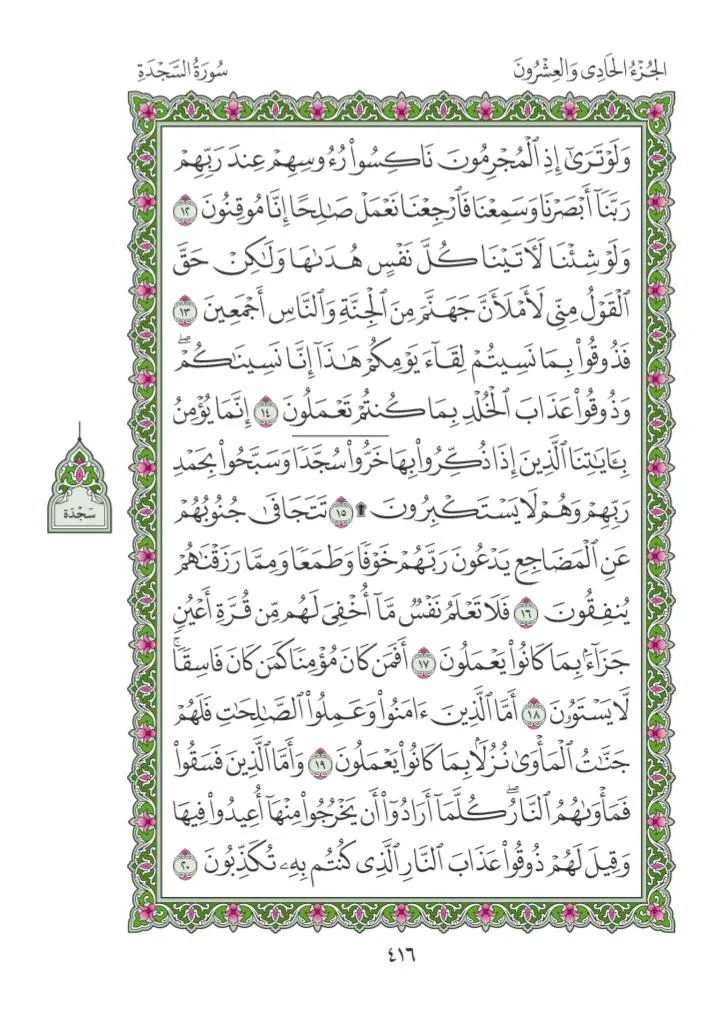 الجُزْءُ الحَادِي وَالعِشْرُونَ
سُورَةُ السَّجْدَةِ
وَلَوْ تَرَىٰٓ إِذِ ٱلْمُجْرِمُونَ نَاكِسُوا۟ رُءُوسِهِمْ عِندَ رَبِّهِمْ
رَبَّنَآ أَبْصَرْنَا وَسَمِعْنَا فَٱرْجِعْنَا نَعْمَلْ صَٰلِحًا إِنَّا مُوقِنُونَ ١٢
وَلَوْ شِئْنَا لَءَاتَيْنَا كُلَّ نَفْسٍ هُدَىٰهَا وَلَٰكِنْ حَقَّ
ٱلْقَوْلُ مِنِّى لَأَمْلَأَنَّ جَهَنَّمَ مِنَ ٱلْجِنَّةِ وَٱلنَّاسِ أَجْمَعِينَ ١٣
فَذُوقُوا۟ بِمَا نَسِيتُمْ لِقَآءَ يَوْمِكُمْ هَٰذَآ إِنَّا نَسِينَٰكُمْ ۖ
وَذُوقُوا۟ عَذَابَ ٱلْخُلْدِ بِمَا كُنتُمْ تَعْمَلُونَ ١٤ إِنَّمَا يُؤْمِنُ
بِـَٔايَٰتِنَا ٱلَّذِينَ إِذَا ذُكِّرُوا۟ بِهَا خَرُّوا۟ سُجَّدًا وَسَبَّحُوا۟ بِحَمْدِ
رَبِّهِمْ وَهُمْ لَا يَسْتَكْبِرُونَ ۩ ١٥ تَتَجَافَىٰ جُنُوبُهُمْ
سَجْدَة
عَنِ ٱلْمَضَاجِعِ يَدْعُونَ رَبَّهُمْ خَوْفًا وَطَمَعًا وَمِمَّا رَزَقْنَٰهُمْ
يُنفِقُونَ ١٦ فَلَا تَعْلَمُ نَفْسٌ مَّآ أُخْفِىَ لَهُم مِّن قُرَّةِ أَعْيُنٍ
جَزَآءًۢ بِمَا كَانُوا۟ يَعْمَلُونَ ١٧ أَفَمَن كَانَ مُؤْمِنًا كَمَن كَانَ فَاسِقًا ۚ
لَّا يَسْتَوُۥنَ ١٨ أَمَّا ٱلَّذِينَ ءَامَنُوا۟ وَعَمِلُوا۟ ٱلصَّٰلِحَٰتِ فَلَهُمْ
جَنَّٰتُ ٱلْمَأْوَىٰ نُزُلًۢا بِمَا كَانُوا۟ يَعْمَلُونَ ١٩ وَأَمَّا ٱلَّذِينَ فَسَقُوا۟
فَمَأْوَىٰهُمُ ٱلنَّارُ ۖ كُلَّمَآ أَرَادُوٓا۟ أَن يَخْرُجُوا۟ مِنْهَآ أُعِيدُوا۟ فِيهَا
وَقِيلَ لَهُمْ ذُوقُوا۟ عَذَابَ ٱلنَّارِ ٱلَّذِى كُنتُم بِهِۦ تُكَذِّبُونَ ٢٠
٤١٦